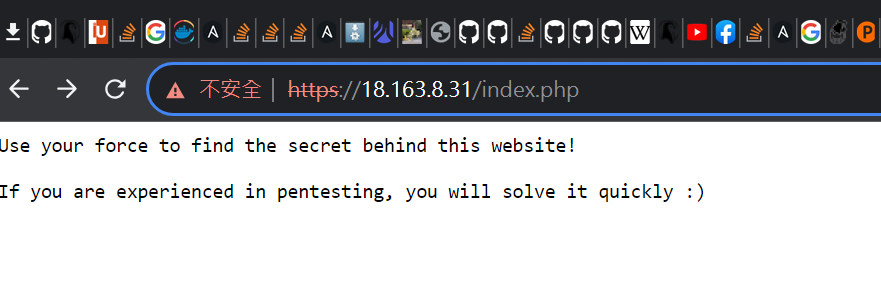 不安全 | https://18.163.8.31/index.php
Use your force to find the secret behind this website!
If you are experienced in pentesting, you will solve it quickly :)